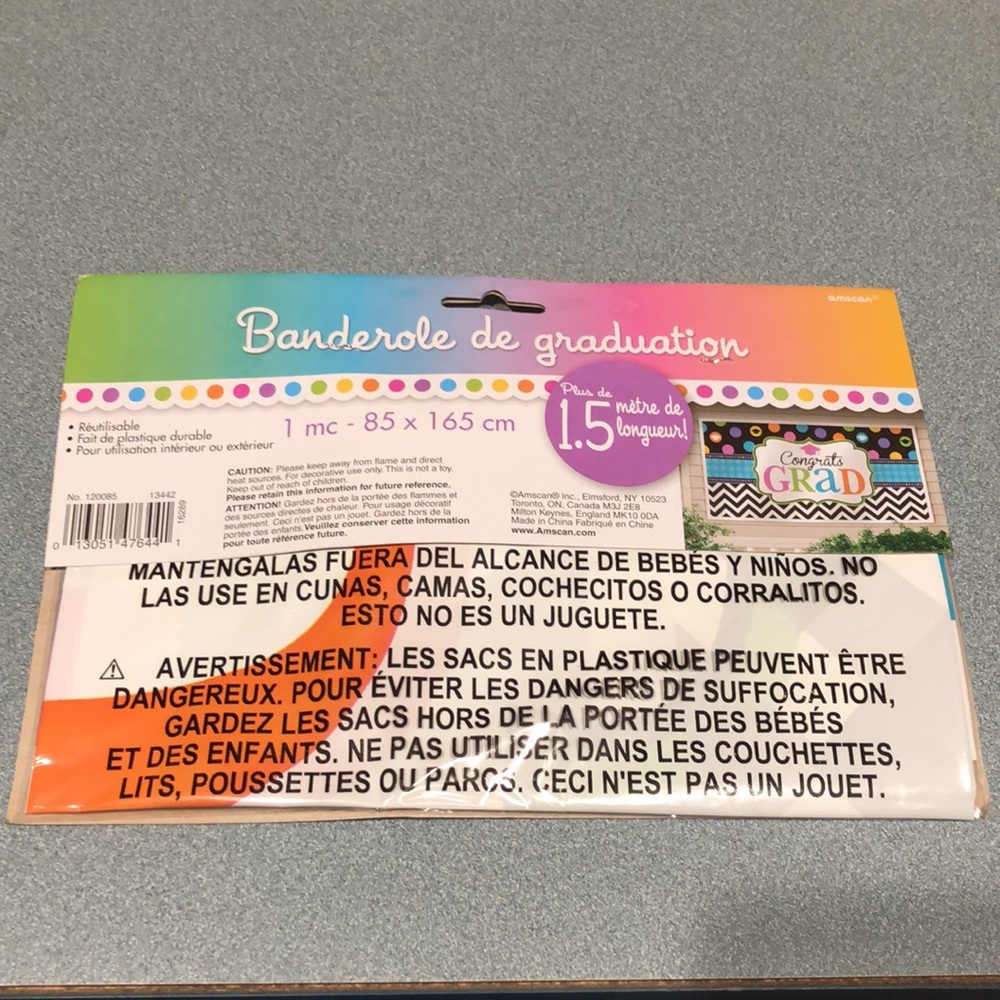 amscan®
Banderole de graduation
Plus de
1.5 mètre de
longueur!
• Réutilisable
• Fait de plastique durable
• Pour utilisation intérieur ou extérieur
1 mc - 85 x 165 cm
Congrats
GRAD
CAUTION: Please keep away from flame and direct
heat sources. For decorative use only. This is not a toy.
Keep out of reach of children.
Please retain this information for future reference.
ATTENTION! Gardez hors de la portée des flammes et
des sources directes de chaleur. Pour usage décoratif
seulement. Ceci n'est pas un jouet. Gardez hors de la
portée des enfants. Veuillez conserver cette information
pour toute référence future.
No. 120085 13442
16289
0 13051 47644 1
©Amscan® Inc., Elmsford, NY 10523
Toronto, ON, Canada M3J 2E8
Milton Keynes, England MK10 0DA
Made in China Fabriqué en Chine
www.Amscan.com
MANTENGALAS FUERA DEL ALCANCE DE BEBÉS Y NIÑOS. NO
LAS USE EN CUNAS, CAMAS, COCHECITOS O CORRALITOS.
ESTO NO ES UN JUGUETE.
AVERTISSEMENT: LES SACS EN PLASTIQUE PEUVENT ÊTRE
DANGEREUX. POUR ÉVITER LES DANGERS DE SUFFOCATION,
GARDEZ LES SACS HORS DE LA PORTÉE DES BÉBÉS
ET DES ENFANTS. NE PAS UTILISER DANS LES COUCHETTES,
LITS, POUSSETTES OU PARCS. CECI N'EST PAS UN JOUET.